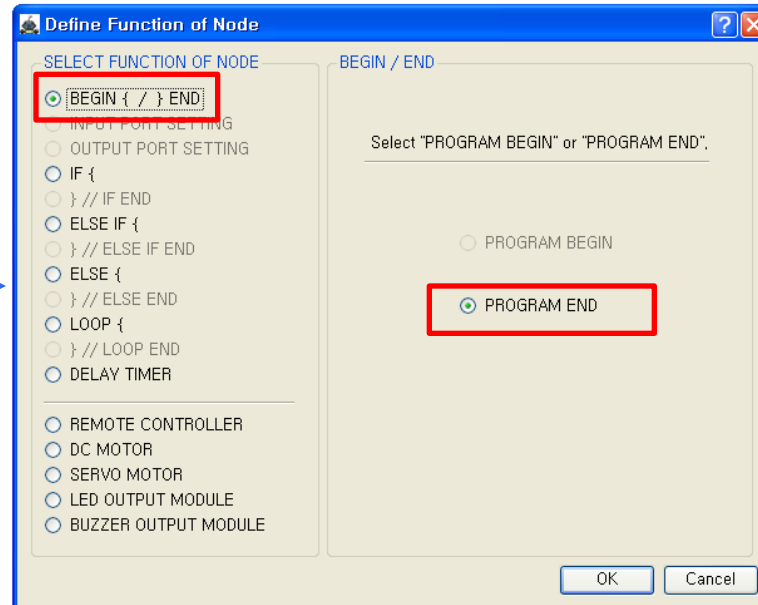 Define Function of Node
SELECT FUNCTION OF NODE
BEGIN { / } END
INPUT PORT SETTING
OUTPUT PORT SETTING
IF {
} // IF END
ELSE IF {
} // ELSE IF END
ELSE {
} // ELSE END
LOOP {
} // LOOP END
DELAY TIMER
REMOTE CONTROLLER
DC MOTOR
SERVO MOTOR
LED OUTPUT MODULE
BUZZER OUTPUT MODULE
BEGIN / END
Select "PROGRAM BEGIN" or "PROGRAM END",
PROGRAM BEGIN
PROGRAM END
OK
Cancel